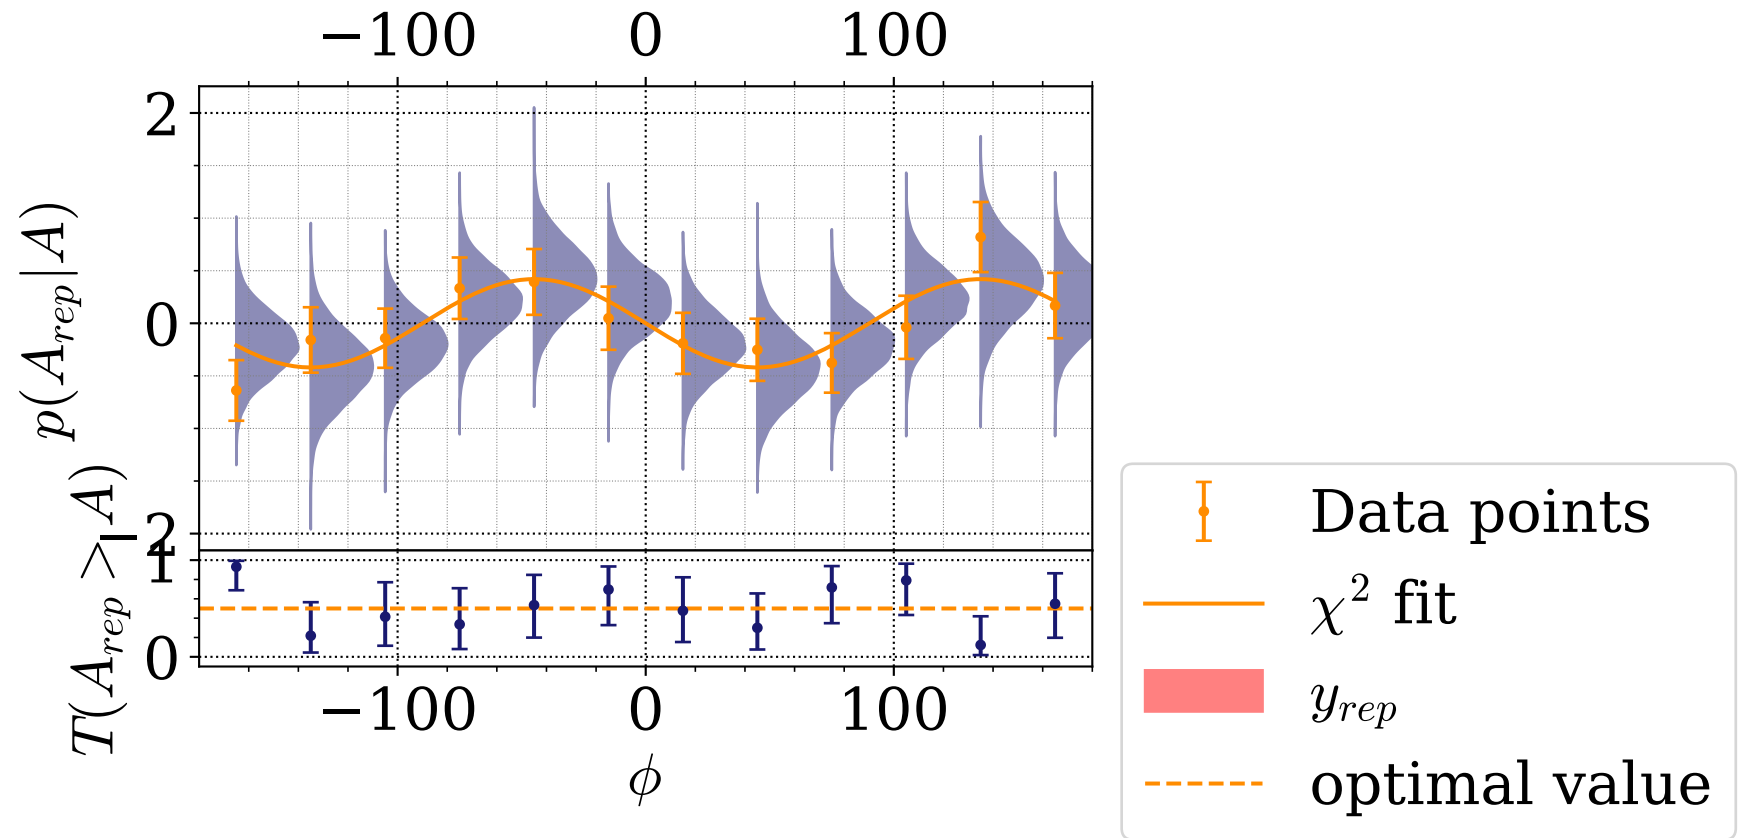 −100 0 100
2
0
−2
p(A_{rep}|A)
1
0
T(A_{rep} > A)
−100 0 100
ϕ
Data points
χ² fit
y_{rep}
optimal value